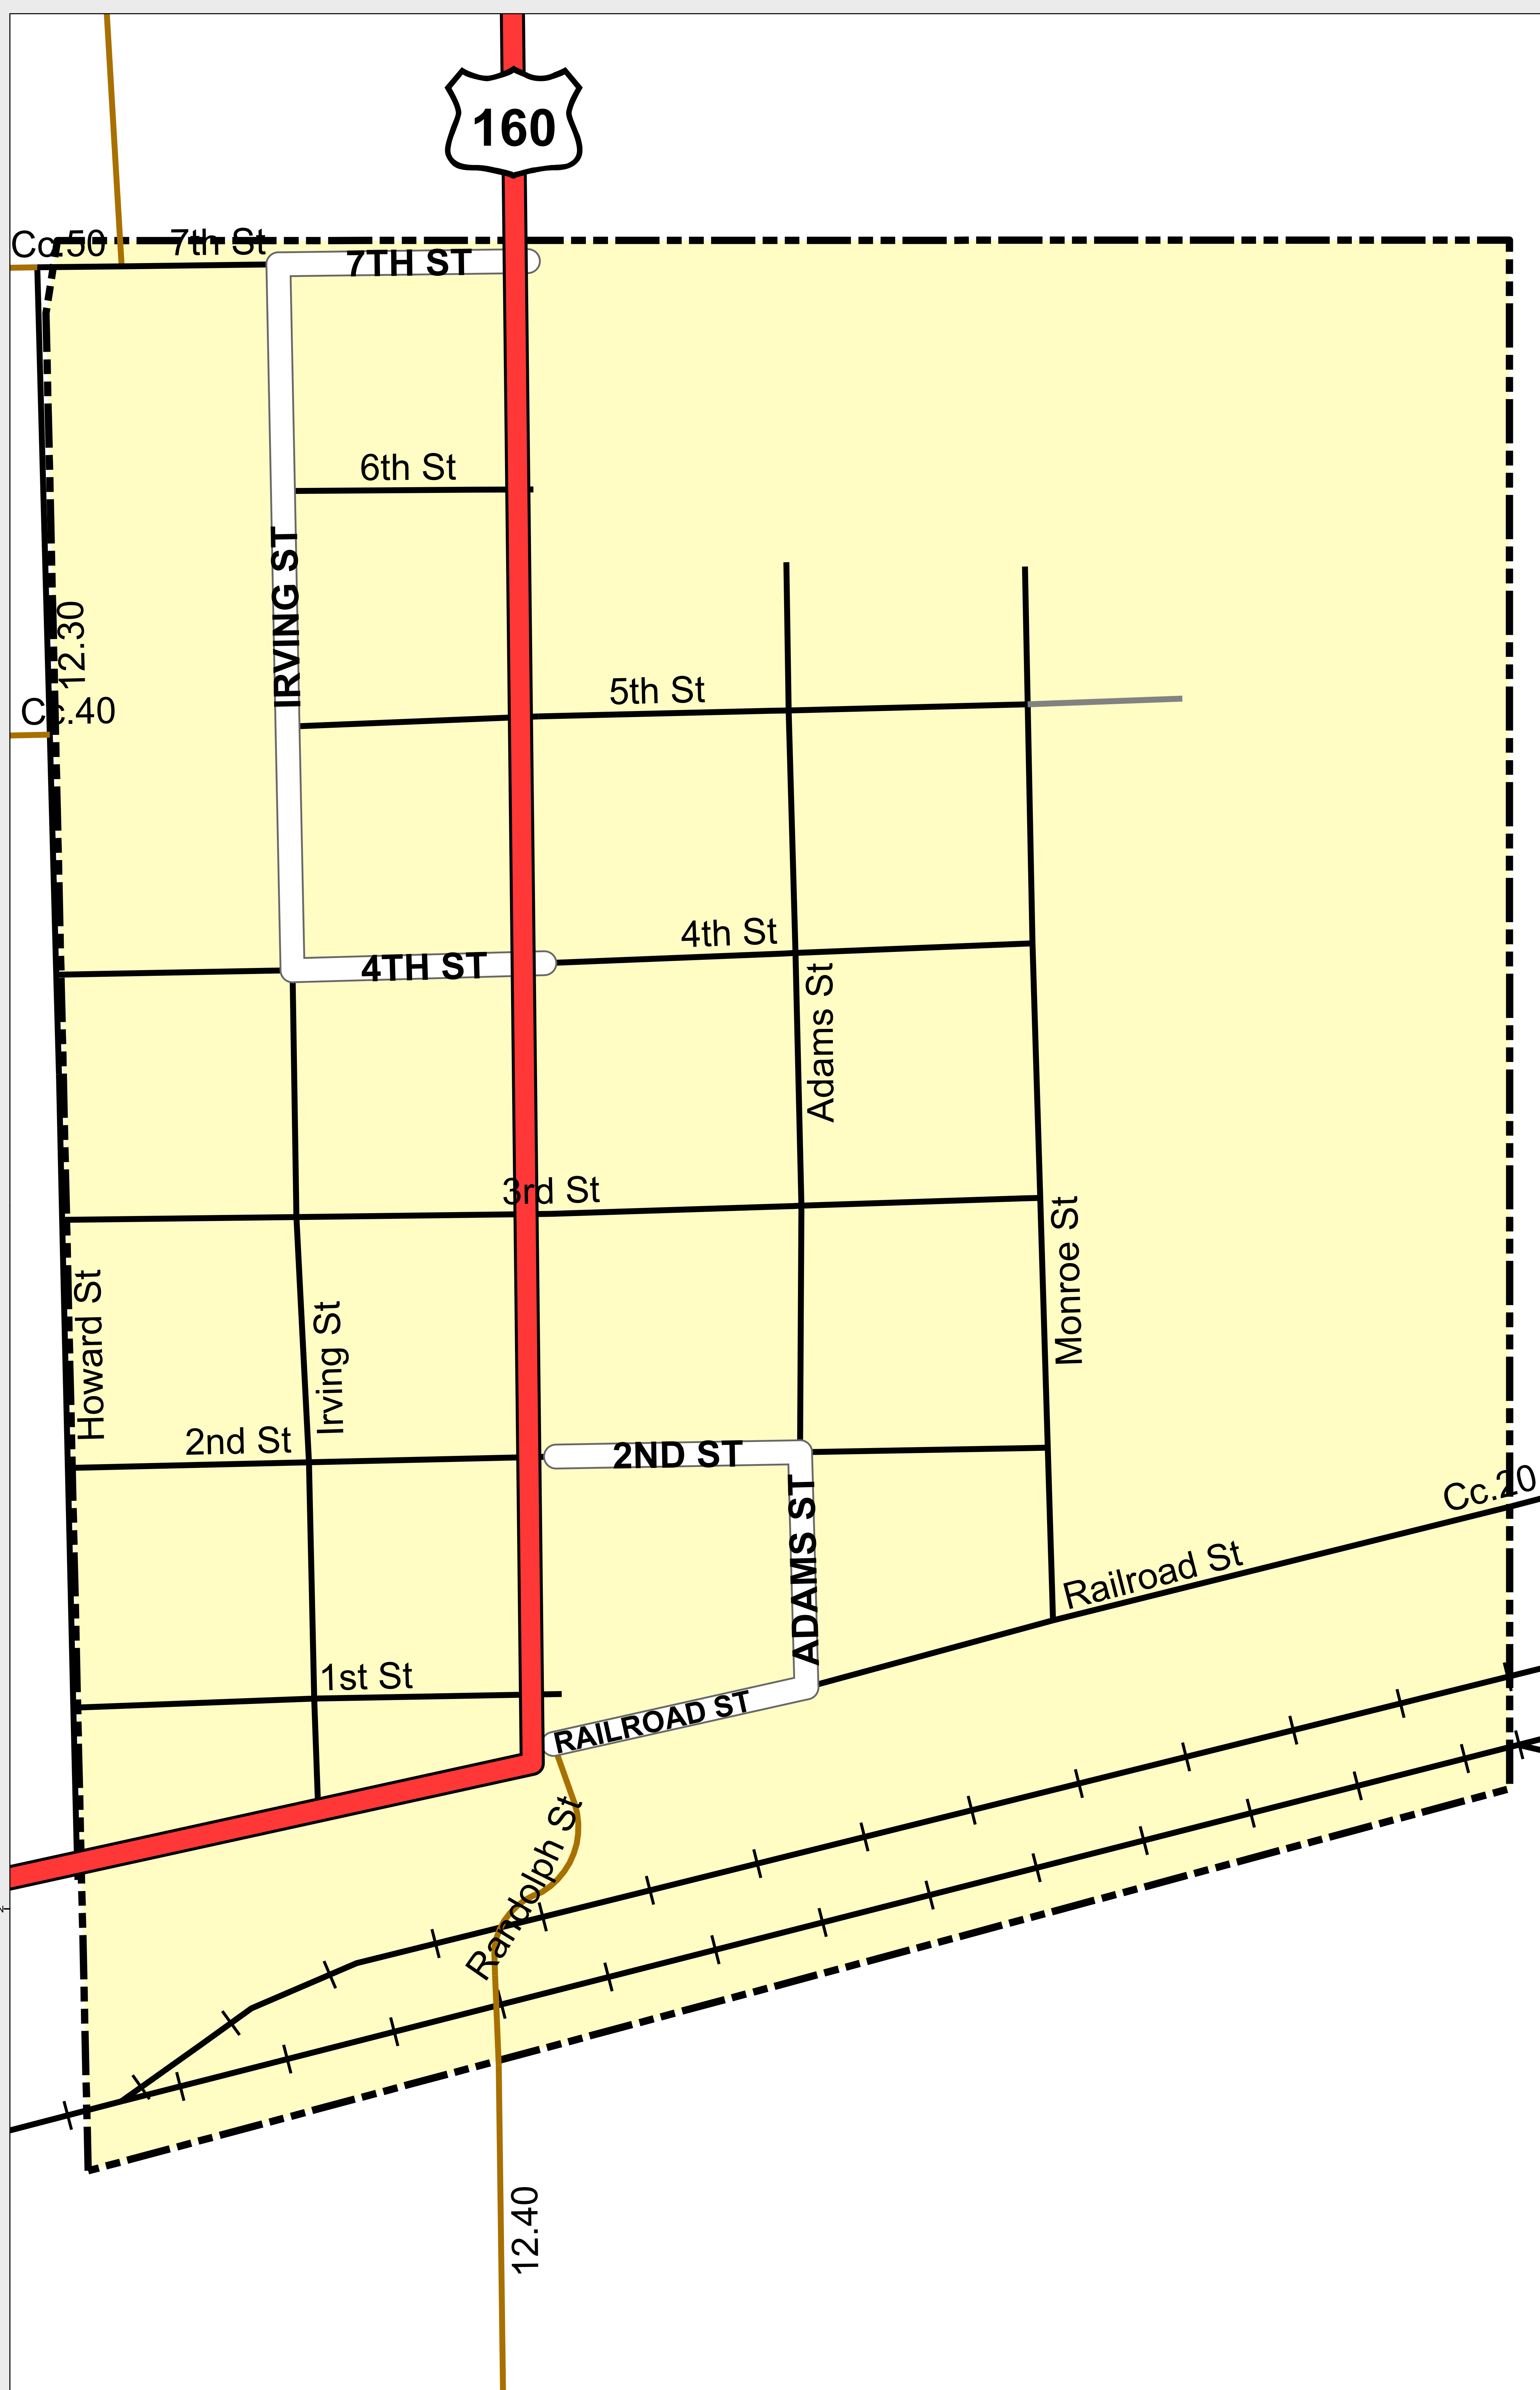 160
Cc.50
7th St
7TH ST
6th St
IRVING ST
12.30
5th St
Cc.40
4th St
4TH ST
Adams St
3rd St
Monroe St
Howard St
Irving St
2nd St
2ND ST
ADAMS ST
Cc.20
Railroad St
1st St
RAILROAD ST
Randolph St
12.40